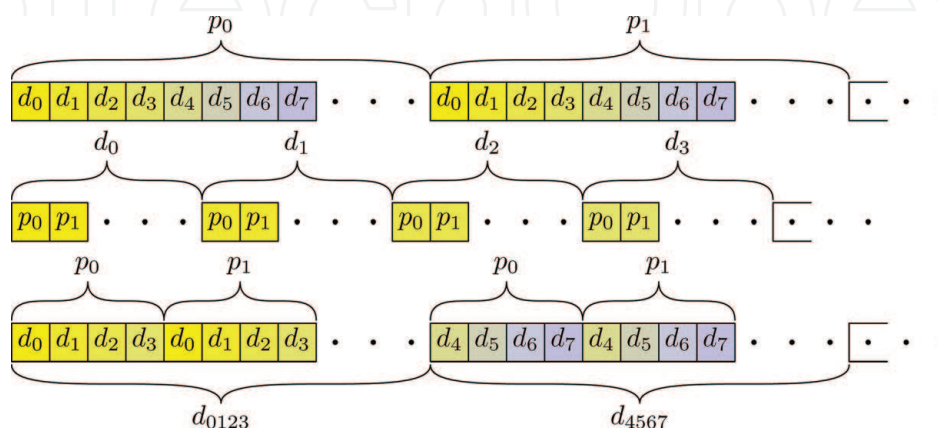 p₀ p₁
d₀ d₁ d₂ d₃ d₄ d₅ d₆ d₇ · · · d₀ d₁ d₂ d₃ d₄ d₅ d₆ d₇ · · · · ·
d₀ d₁ d₂ d₃
p₀ p₁ · · · p₀ p₁ · · · p₀ p₁ · · · p₀ p₁ · · · · · ·
p₀ p₁ p₀ p₁
d₀ d₁ d₂ d₃ d₀ d₁ d₂ d₃ · · · d₄ d₅ d₆ d₇ d₄ d₅ d₆ d₇ · · · · ·
d₀₁₂₃ d₄₅₆₇